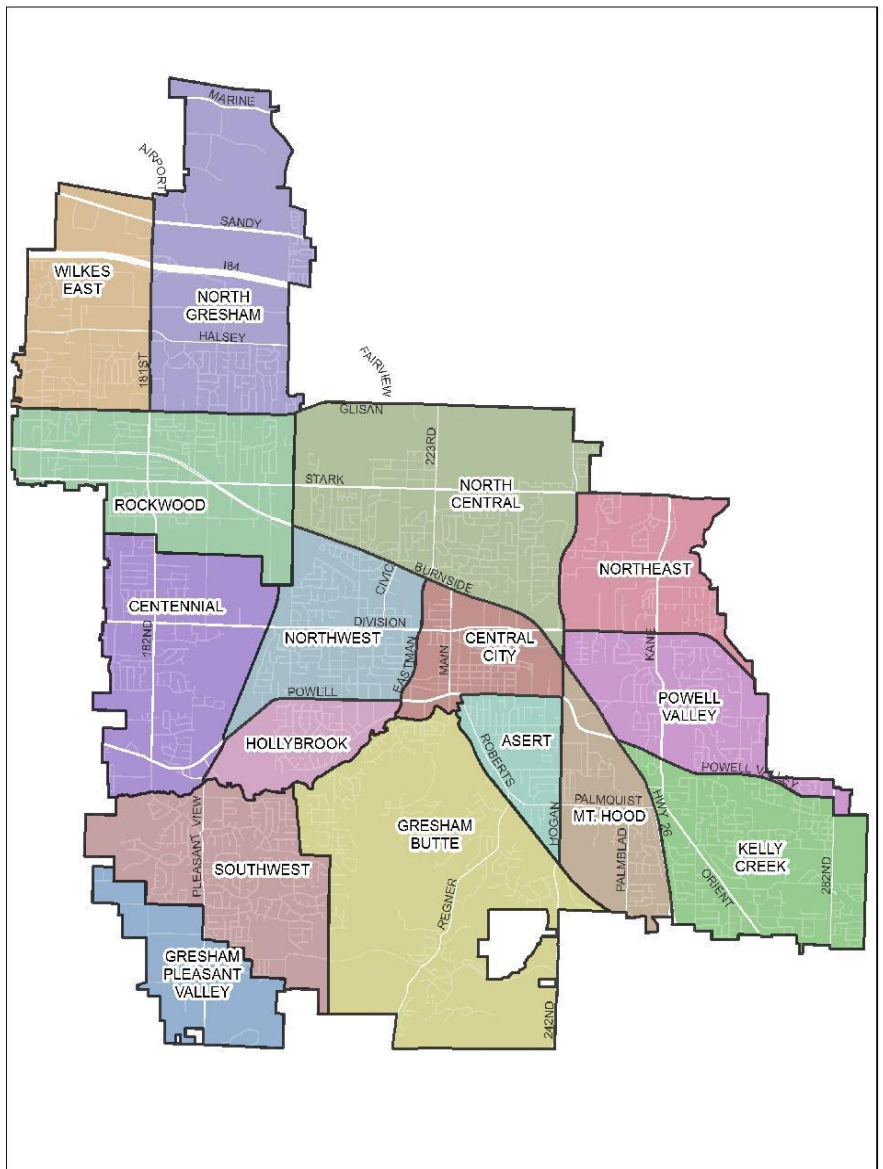 MARINE
AIRPORT
SANDY
I84
WILKES
EAST
NORTH
GRESHAM
HALSEY
181ST
FAIRVIEW
GLISAN
223RD
STARK
NORTH
CENTRAL
ROCKWOOD
NORTHEAST
BURNSIDE
CIVIC
CENTENNIAL
DIVISION
NORTHWEST
CENTRAL
CITY
182ND
EASTMAN
MAIN
KANE
POWELL
POWELL
VALLEY
HOLLYBROOK
ASERT
ROBERTS
POWELL VALLEY
PLEASANT VIEW
PALMQUIST
HWY 26
MT. HOOD
HOGAN
GRESHAM
BUTTE
KELLY
CREEK
PALMBLAD
282ND
SOUTHWEST
ORIENT
REGNER
GRESHAM
PLEASANT
VALLEY
242ND